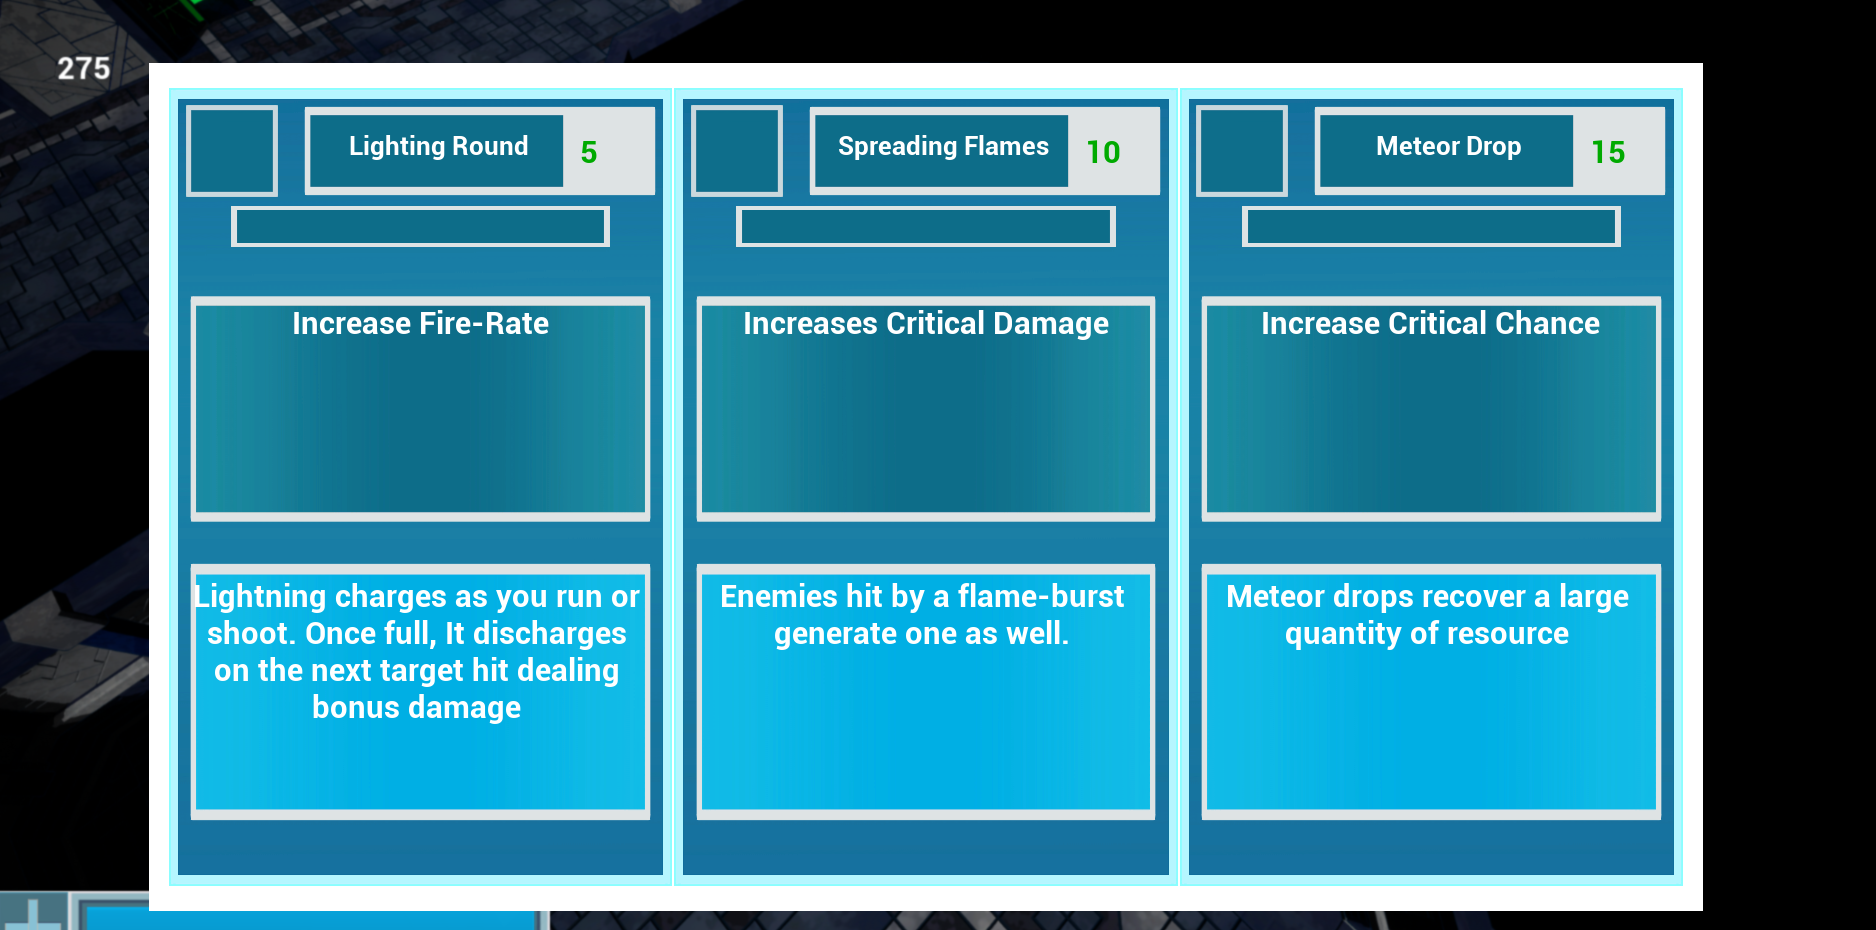 275
Lighting Round
5
Increase Fire-Rate
Lightning charges as you run or
shoot. Once full, It discharges
on the next target hit dealing
bonus damage
Spreading Flames
10
Increases Critical Damage
Enemies hit by a flame-burst
generate one as well.
Meteor Drop
15
Increase Critical Chance
Meteor drops recover a large
quantity of resource